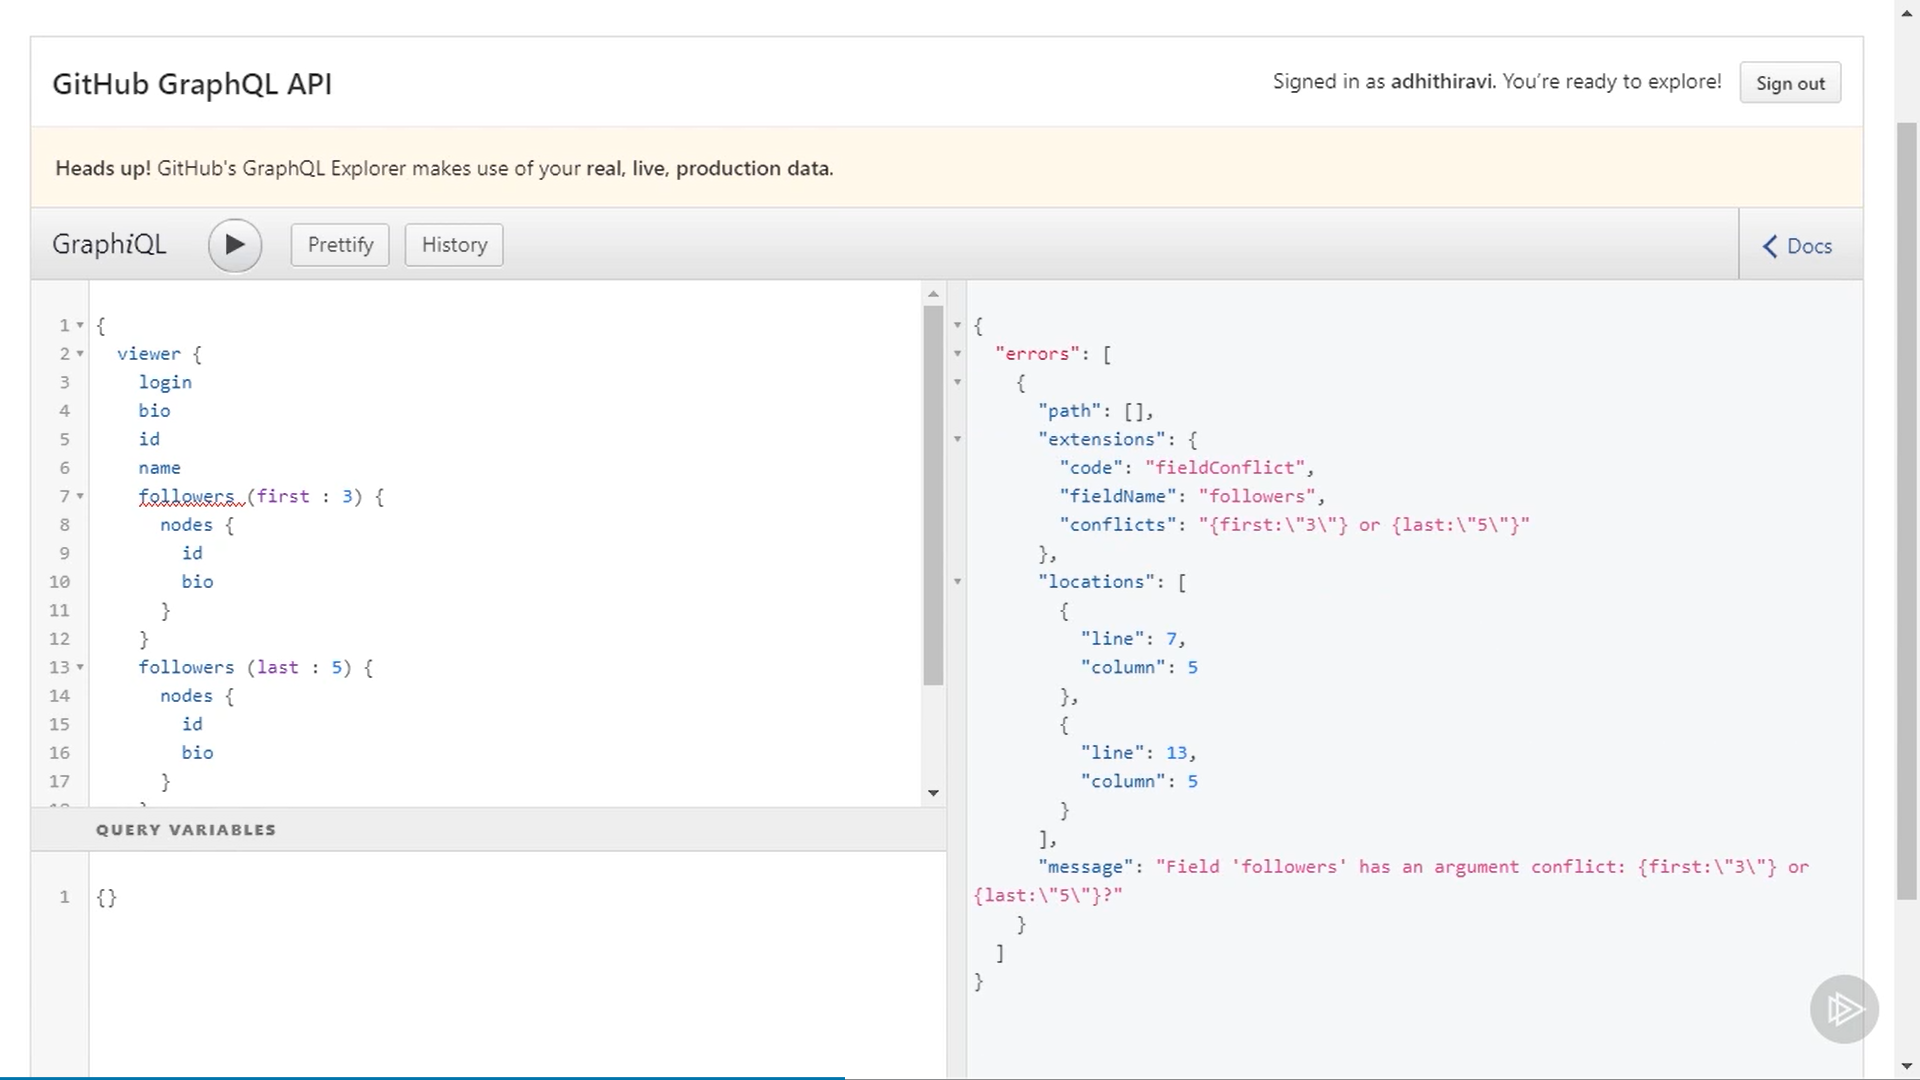 GitHub GraphQL API
Signed in as adhithiravi. You're ready to explore!
Sign out
Heads up! GitHub's GraphQL Explorer makes use of your real, live, production data.
GraphiQL
Prettify
History
Docs
1 {
2 viewer {
3 login
4 bio
5 id
6 name
7 followers (first : 3) {
8 nodes {
9 id
10 bio
11 }
12 }
13 followers (last : 5) {
14 nodes {
15 id
16 bio
17 }
QUERY VARIABLES
1 {}
{
"errors": [
{
"path": [],
"extensions": {
"code": "fieldConflict",
"fieldName": "followers",
"conflicts": "{first:\"3\"} or {last:\"5\"}"
},
"locations": [
{
"line": 7,
"column": 5
},
{
"line": 13,
"column": 5
}
],
"message": "Field 'followers' has an argument conflict: {first:\"3\"} or
{last:\"5\"}?"
}
]
}